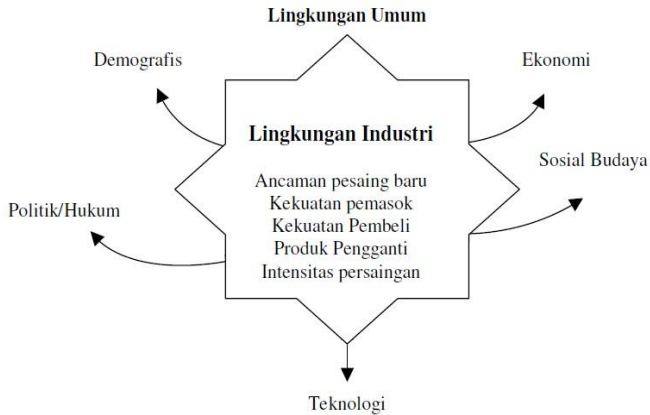 Lingkungan Umum
Demografis
Ekonomi
Lingkungan Industri
Sosial Budaya
Ancaman pesaing baru
Kekuatan pemasok
Politik/Hukum
Kekuatan Pembeli
Produk Pengganti
Intensitas persaingan
Teknologi